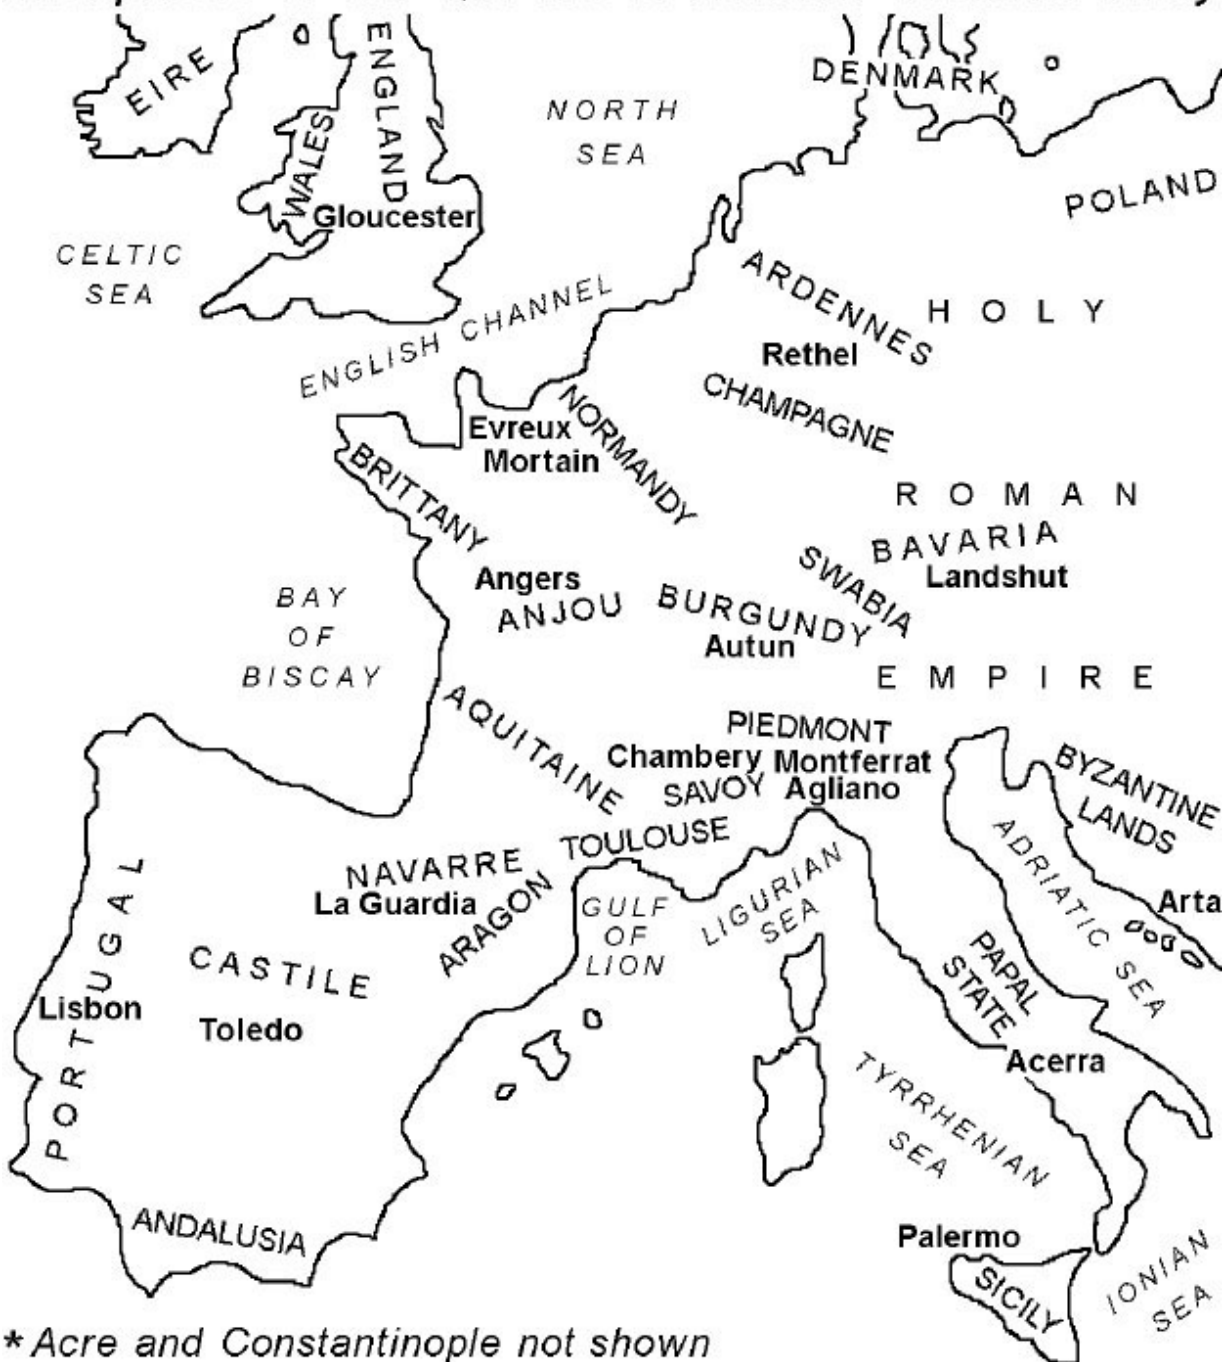 EIRE
ENGLAND
WALES
Gloucester
NORTH
SEA
DENMARK
POLAND
CELTIC
SEA
ENGLISH CHANNEL
ARDENNES
HOLY
Rethel
CHAMPAGNE
NORMANDY
Evreux
Mortain
BRITTANY
ROMAN
BAVARIA
Landshut
SWABIA
Angers
ANJOU
BURGUNDY
Autun
BAY
OF
BISCAY
EMPIRE
AQUITAINE
PIEDMONT
Chambery
Montferrat
SAVOY
Agliano
BYZANTINE
LANDS
TOULOUSE
NAVARRE
La Guardia
ARAGON
GULF
OF
LION
LIGURIAN
SEA
ADRIATIC SEA
Arta
PORTUGAL
CASTILE
Lisbon
Toledo
PAPAL
STATE
Acerra
TYRRHENIAN
SEA
ANDALUSIA
Palermo
SICILY
IONIAN
SEA
*Acre and Constantinople not shown